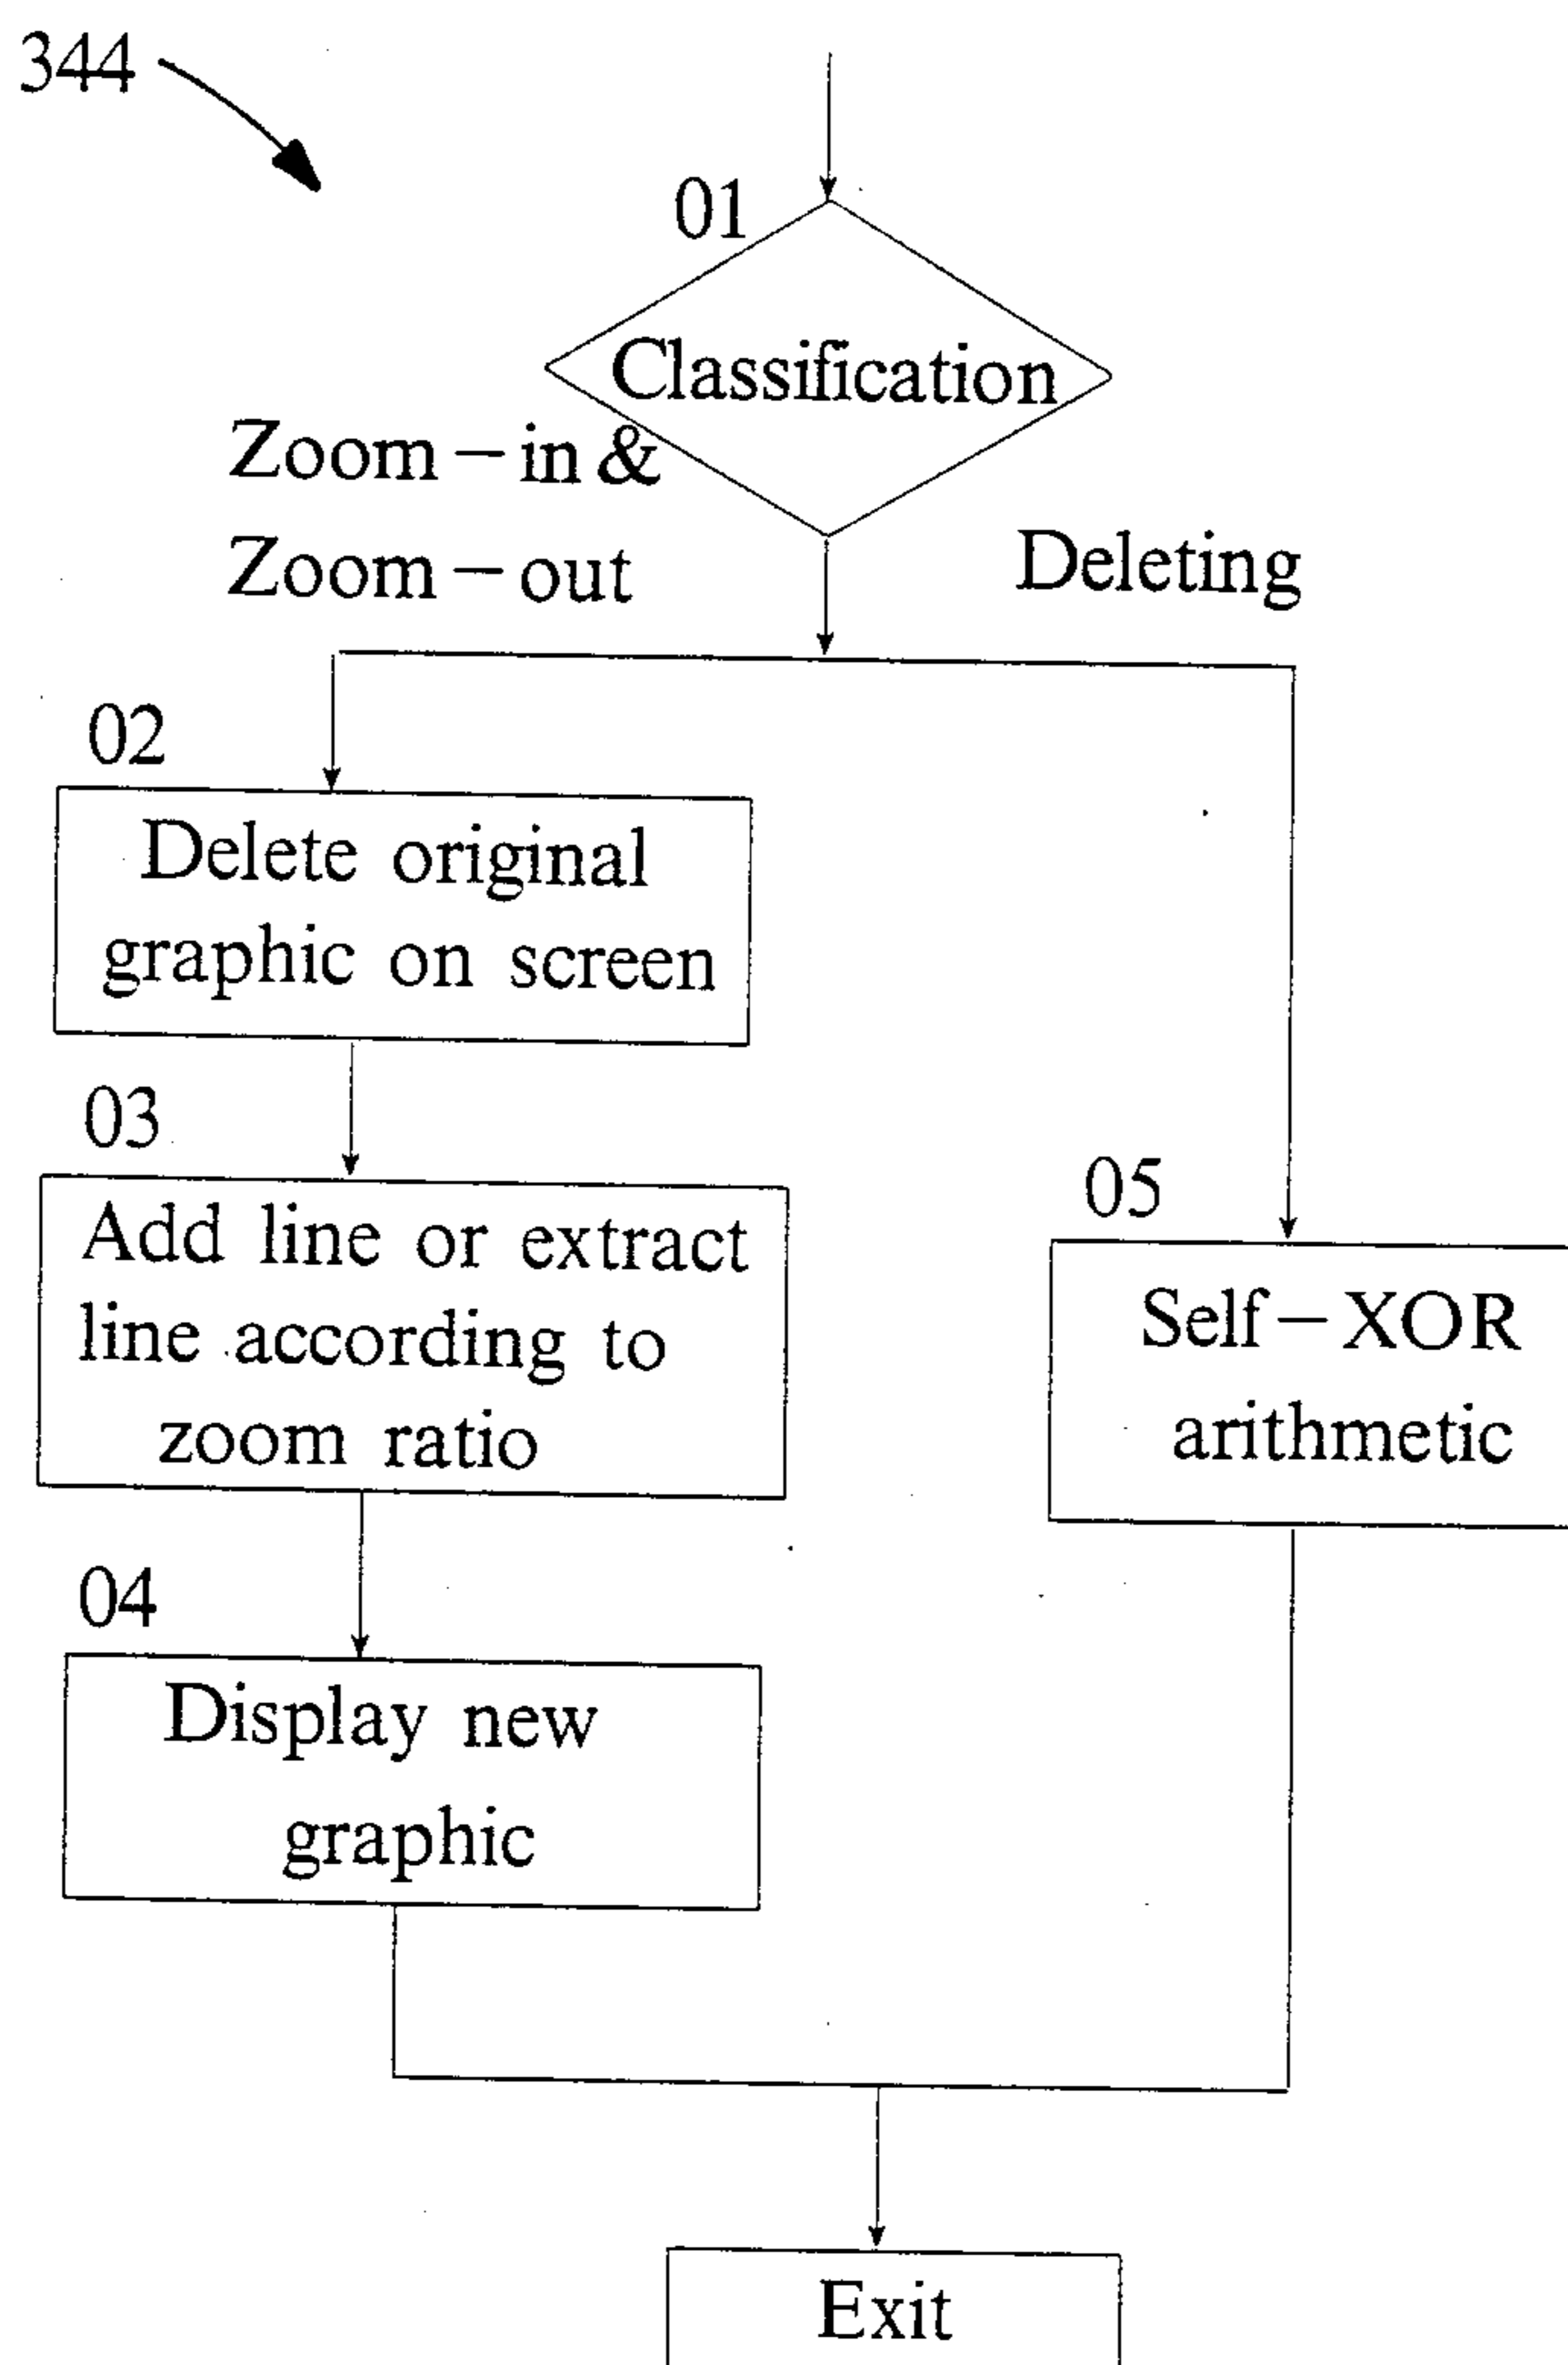 344
01
Classification
Zoom-in &
Zoom-out
Deleting
02
Delete original
graphic on screen
03
Add line or extract
line according to
zoom ratio
05
Self-XOR
arithmetic
04
Display new
graphic
Exit